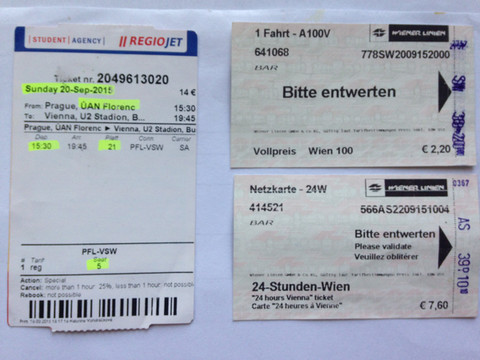 STUDENT AGENCY REGIOJET
Ticket nr. 2049613020
Sunday 20-Sep-2015 14 €
From: Prague, ÚAN Florenc 15:30
To: Vienna, U2 Stadion, B... 19:45
Prague, ÚAN Florenc ► Vienna, U2 Stadion, Bu
Dep Arr Platf Conn Carrier
15:30 19:45 21 PFL-VSW SA
PFL-VSW
# Tarif Seat
1 reg 5
Action: Special
Cancel: more than 1 hour: 25%, less than 1 hour: not possi
Rebook: not possible
1 Fahrt - A100V WIENER LINIEN
641068 778SW2009152000
BAR
Bitte entwerten
Vollpreis Wien 100 € 2,20
Netzkarte - 24W WIENER LINIEN
414521 566AS2209151004
BAR
Bitte entwerten
Please validate
Veuillez oblitérer
24-Stunden-Wien
"24 hours Vienna" ticket
Carte "24 heures à Vienne" € 7,60
0367